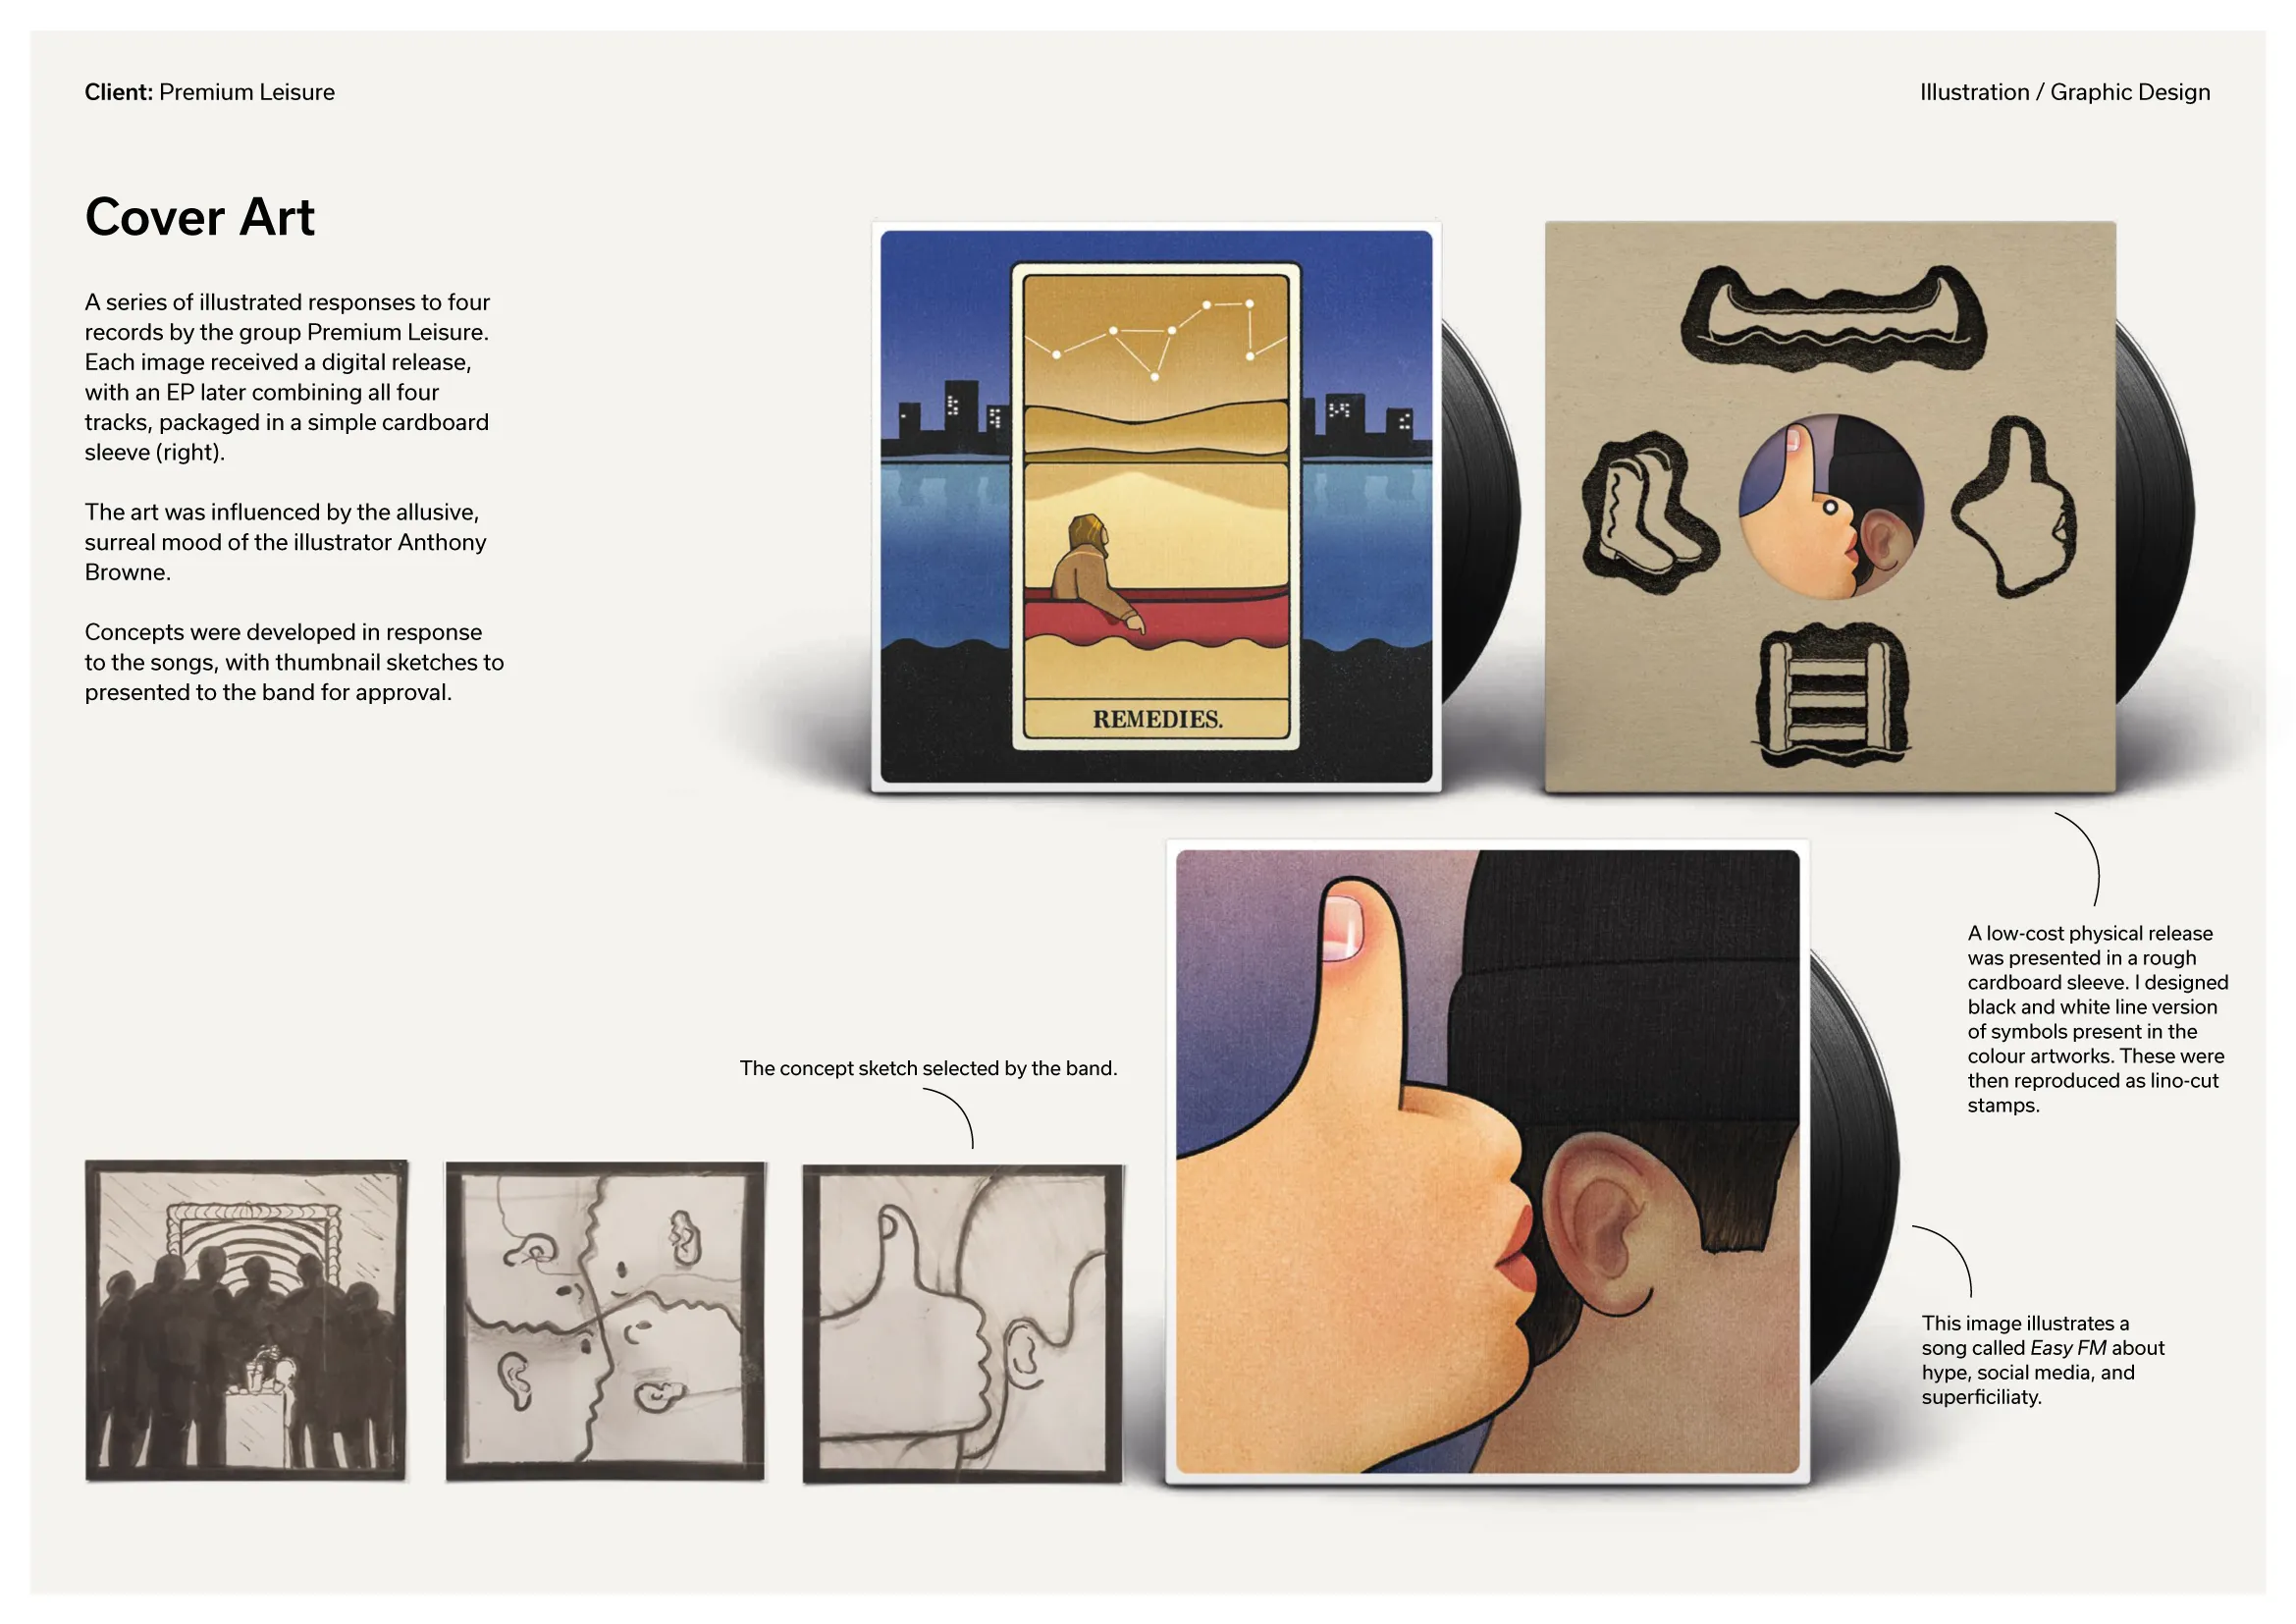 Client: Premium Leisure
Illustration / Graphic Design
Cover Art
A series of illustrated responses to four
records by the group Premium Leisure.
Each image received a digital release,
with an EP later combining all four
tracks, packaged in a simple cardboard
sleeve (right).
The art was influenced by the allusive,
surreal mood of the illustrator Anthony
Browne.
Concepts were developed in response
to the songs, with thumbnail sketches to
presented to the band for approval.
REMEDIES.
A low-cost physical release
was presented in a rough
cardboard sleeve. I designed
black and white line version
of symbols present in the
colour artworks. These were
then reproduced as lino-cut
stamps.
The concept sketch selected by the band.
This image illustrates a
song called Easy FM about
hype, social media, and
superficiliaty.